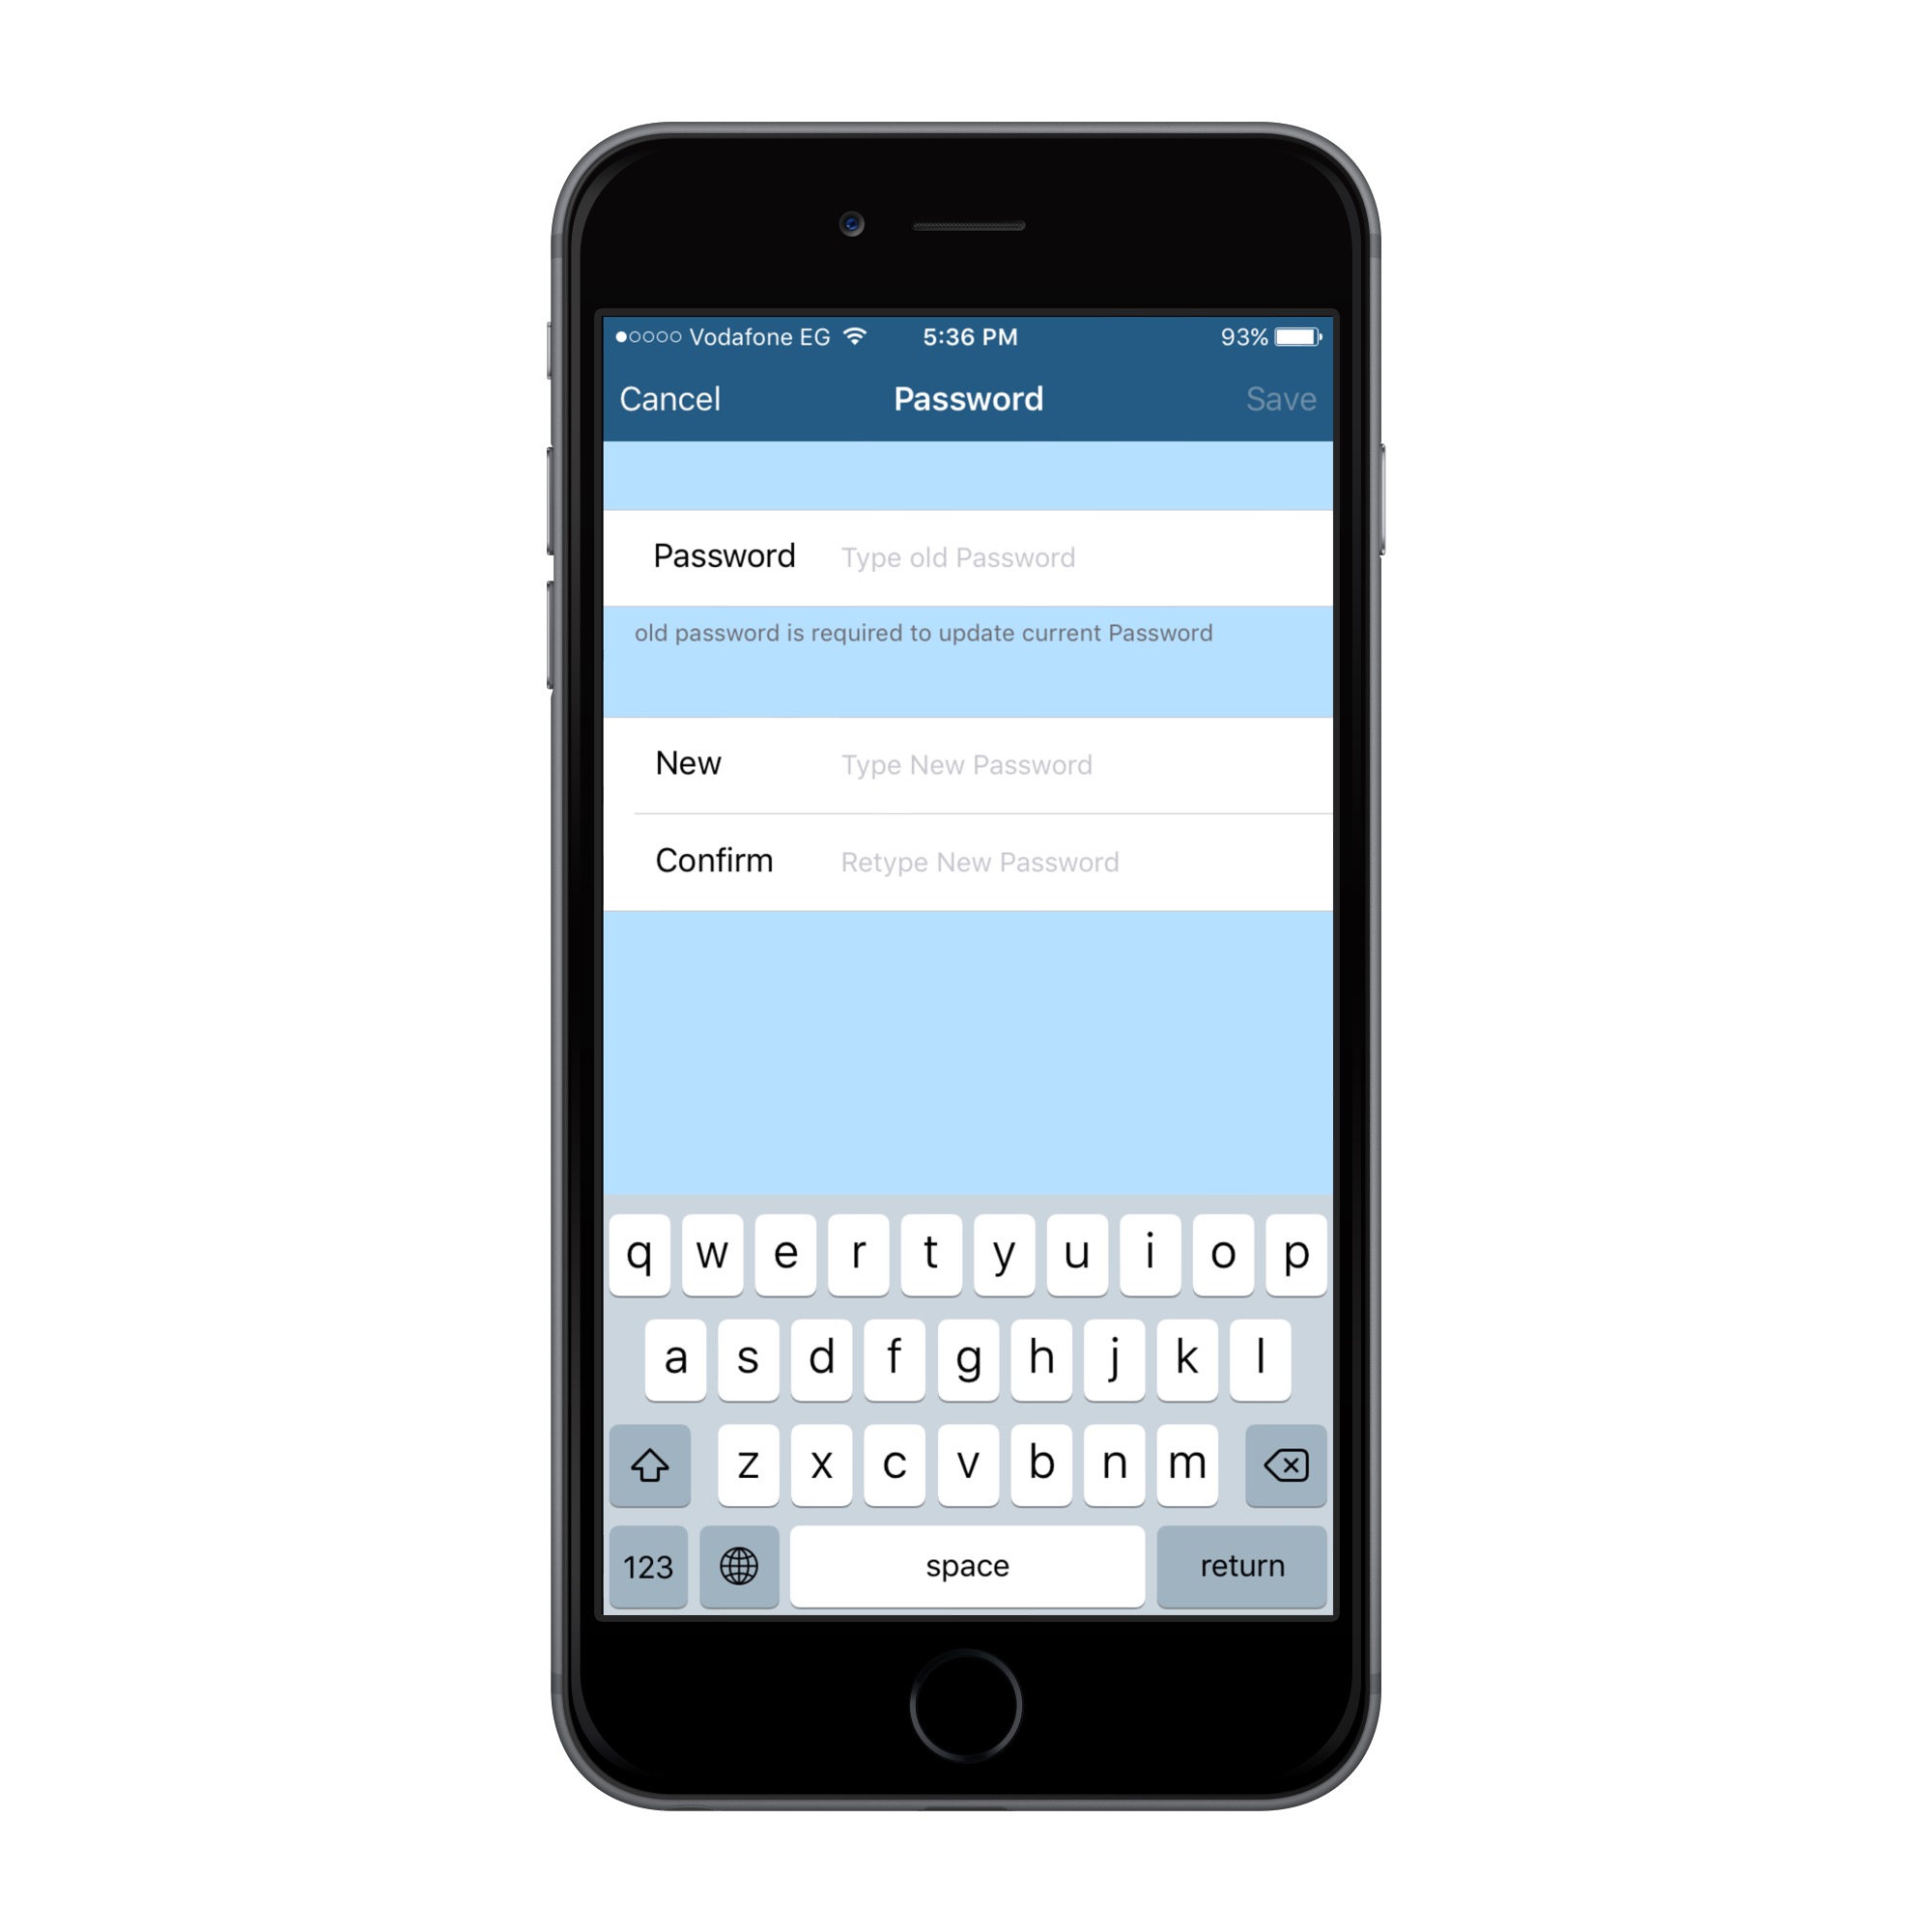 Vodafone EG 5:36 PM 93%
Cancel Password Save
Password Type old Password
old password is required to update current Password
New Type New Password
Confirm Retype New Password
q w e r t y u i o p
a s d f g h j k l
z x c v b n m
123 space return